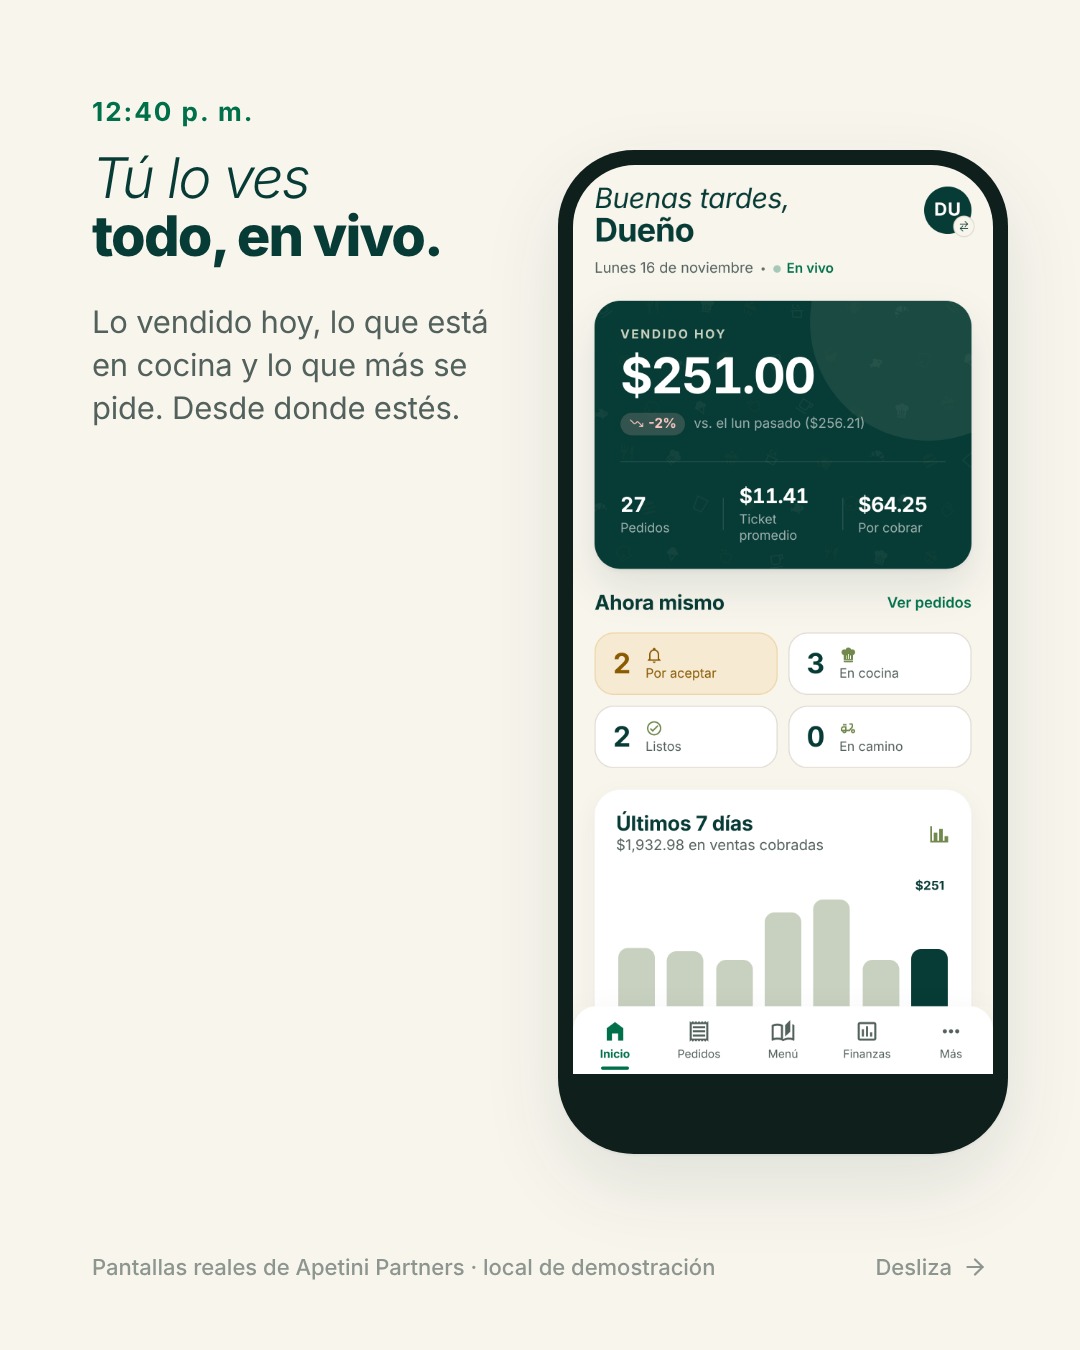 12:40 p. m.
Tú lo ves
todo, en vivo.
Lo vendido hoy, lo que está
en cocina y lo que más se
pide. Desde donde estés.
Buenas tardes,
Dueño
DU
Lunes 16 de noviembre • En vivo
VENDIDO HOY
$251.00
-2% vs. el lun pasado ($256.21)
27
Pedidos
$11.41
Ticket
promedio
$64.25
Por cobrar
Ahora mismo
Ver pedidos
2
Por aceptar
3
En cocina
2
Listos
0
En camino
Últimos 7 días
$1,932.98 en ventas cobradas
$251
Inicio
Pedidos
Menú
Finanzas
Más
Pantallas reales de Apetini Partners · local de demostración
Desliza →